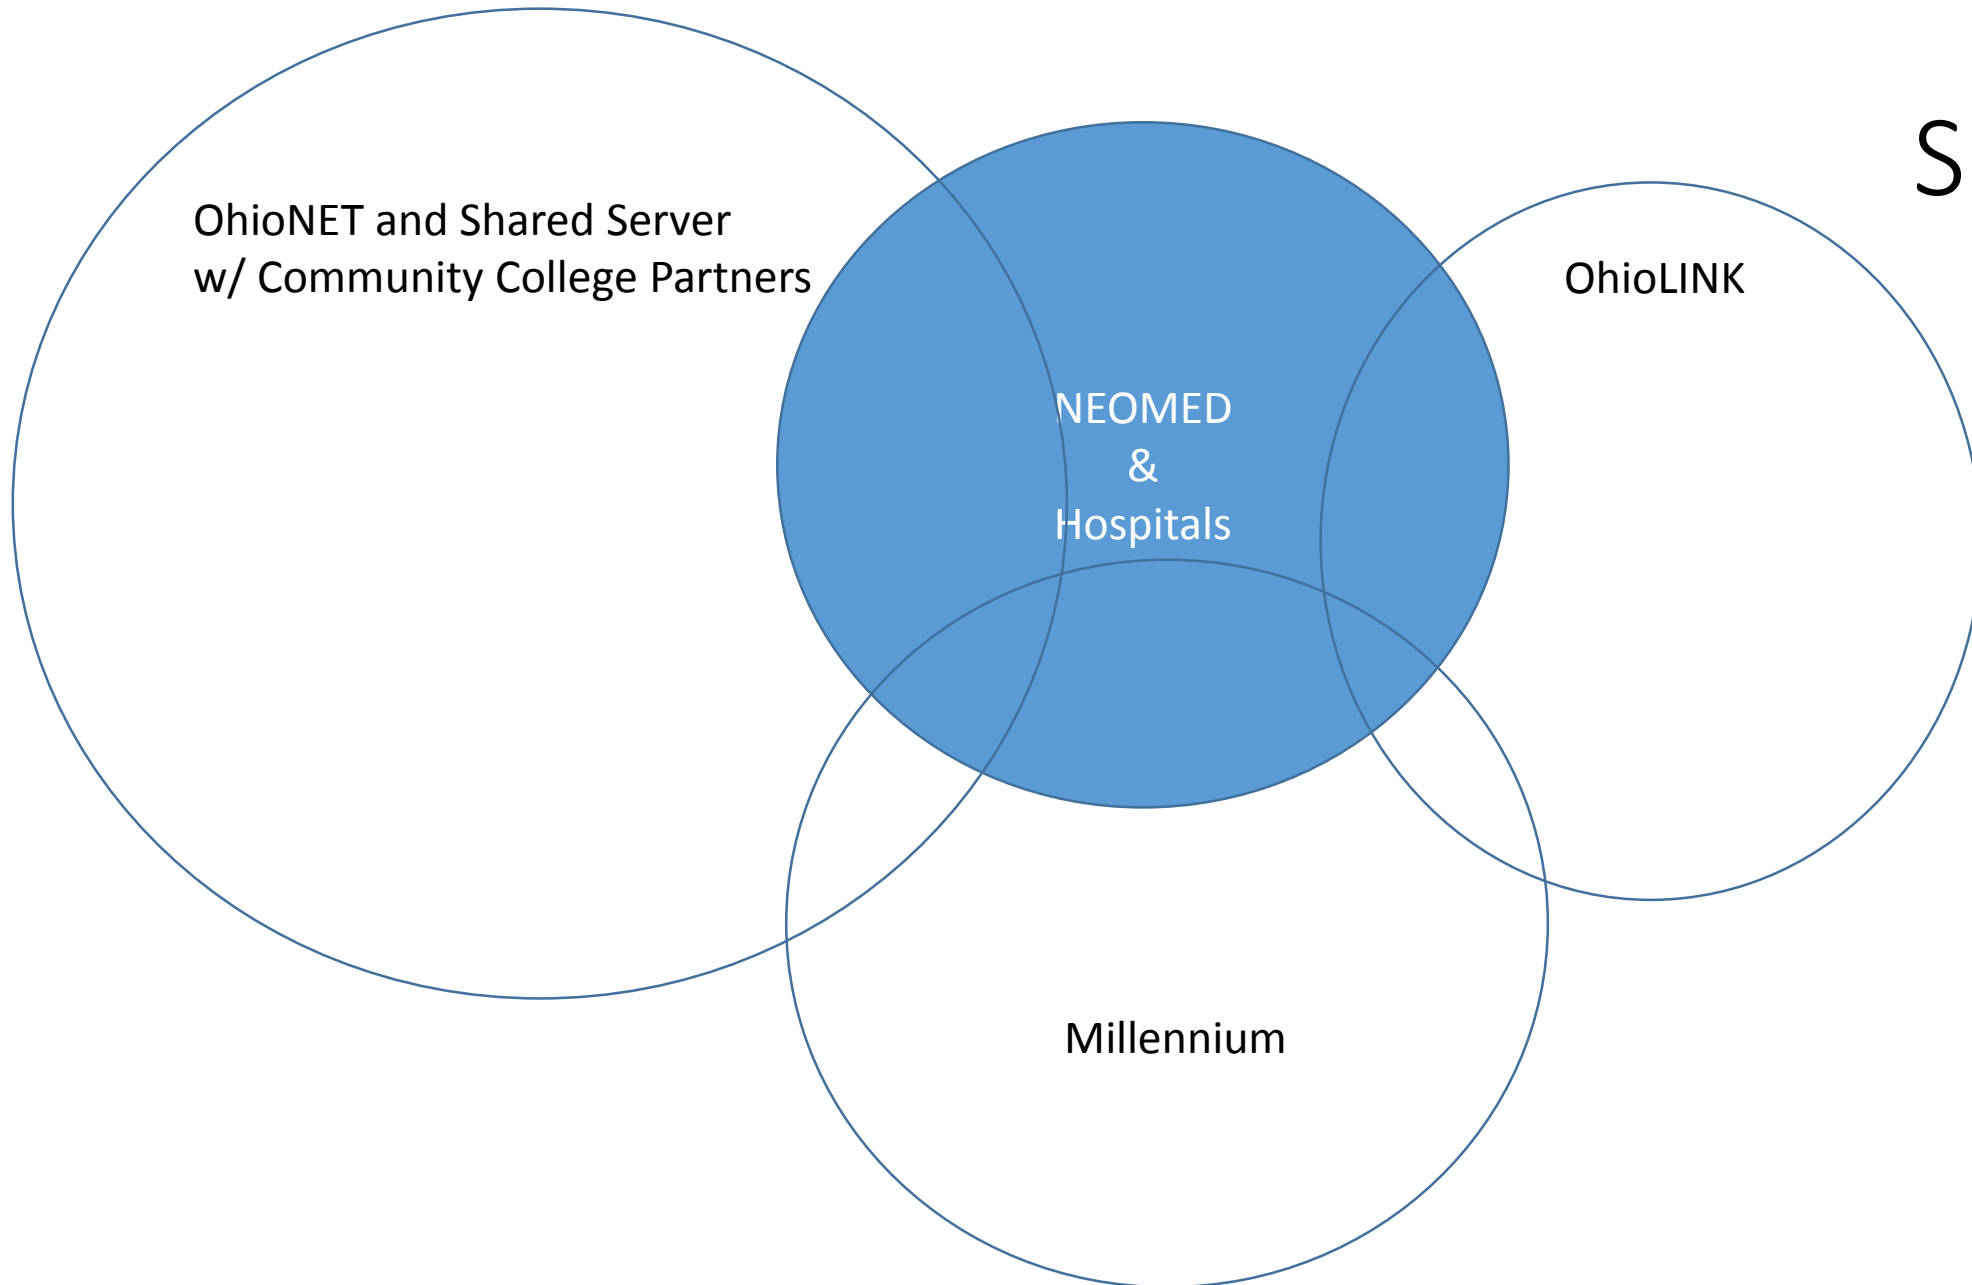 S
OhioNET and Shared Server
w/ Community College Partners
OhioLINK
NEOMED
&
Hospitals
Millennium